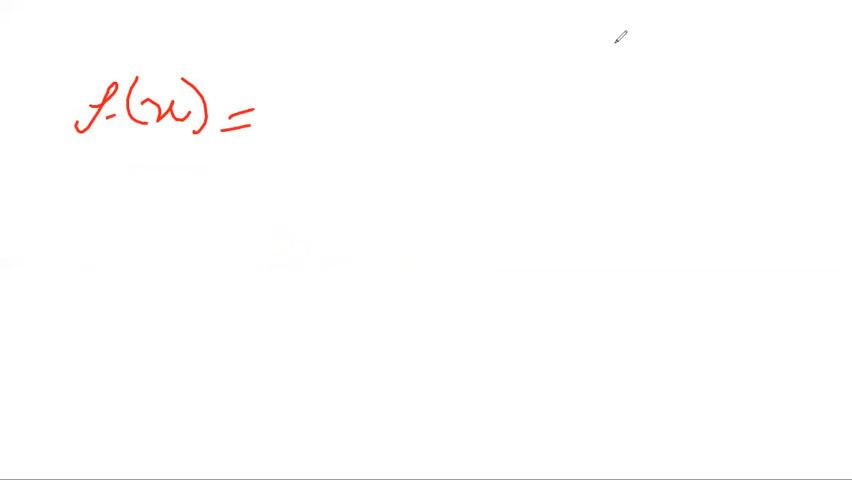 f(x) =